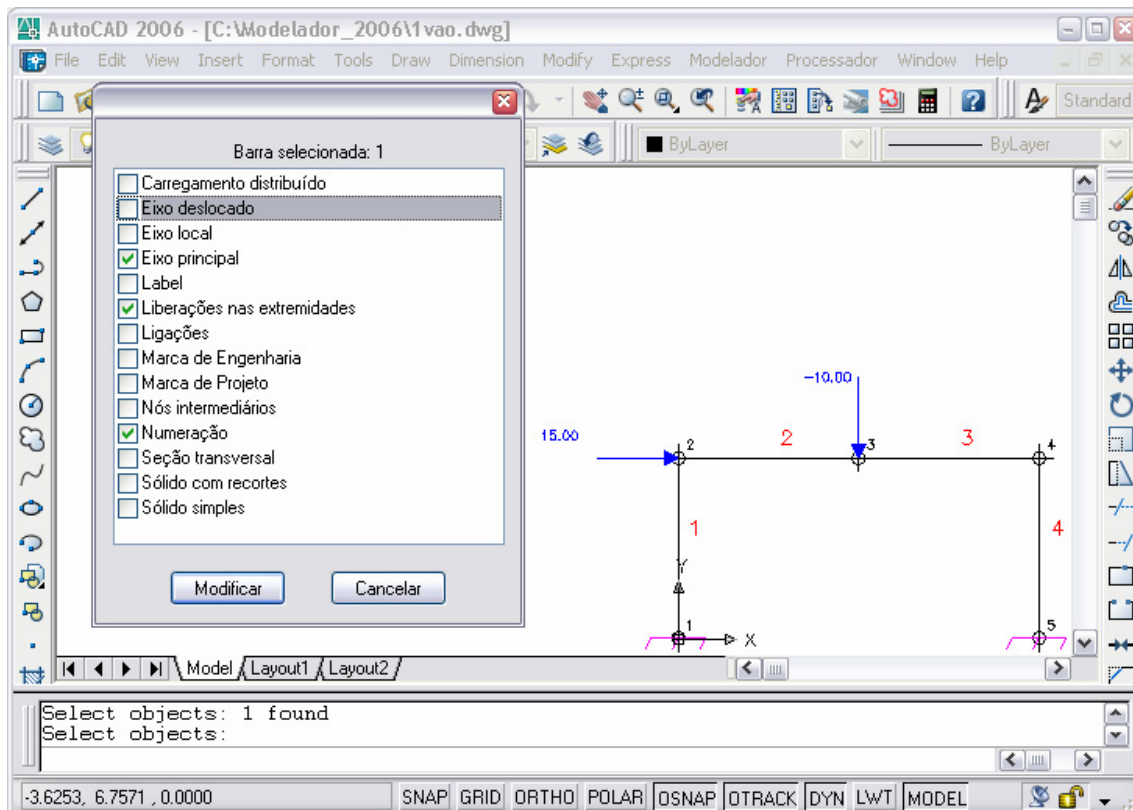 AutoCAD 2006 - [C:\Modelador_2006\1vao.dwg]
File Edit View Insert Format Tools Draw Dimension Modify Express Modelador Processador Window Help
Standard
ByLayer ByLayer
Barra selecionada: 1
Carregamento distribuído
Eixo deslocado
Eixo local
Eixo principal
Label
Liberações nas extremidades
Ligações
Marca de Engenharia
Marca de Projeto
Nós intermediários
Numeração
Seção transversal
Sólido com recortes
Sólido simples
Modificar Cancelar
-10.00
15.00 2 2 3 3 4
1 4
Y
1 X 5
Model Layout1 Layout2
Select objects: 1 found
Select objects:
-3.6253, 6.7571 , 0.0000 SNAP GRID ORTHO POLAR OSNAP OTRACK DYN LWT MODEL